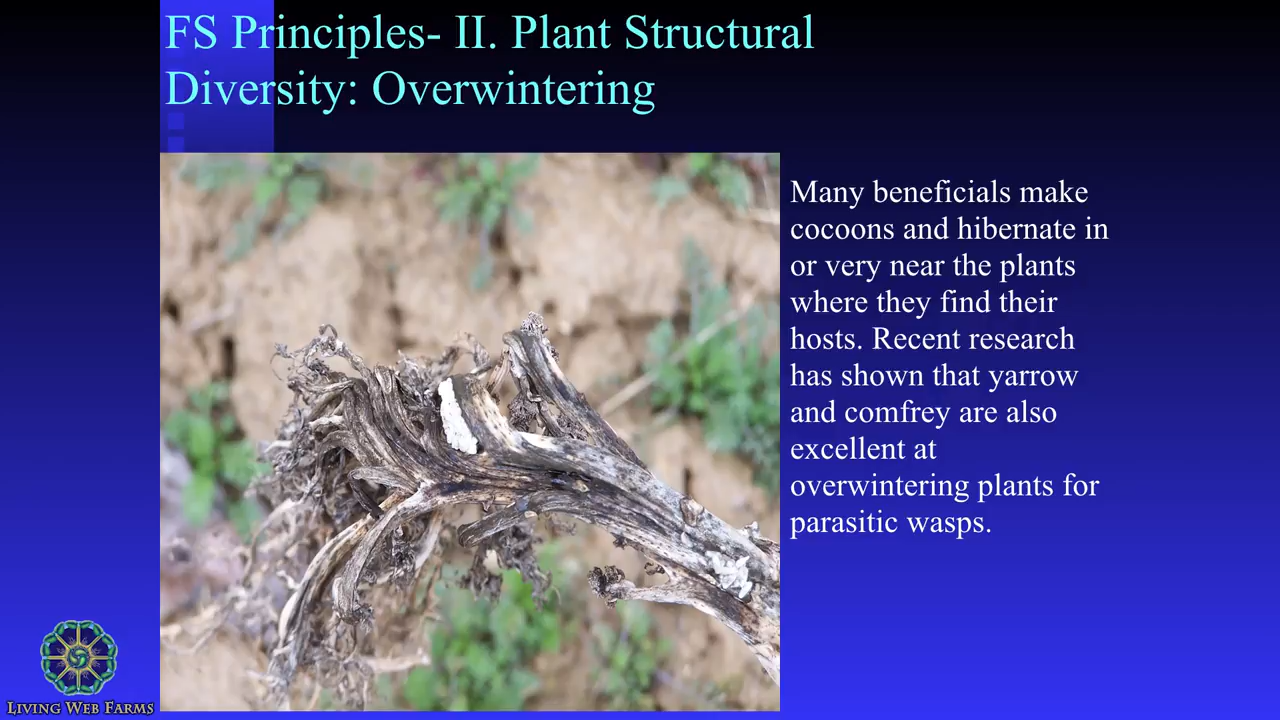 FS Principles- II. Plant Structural
Diversity: Overwintering
Many beneficials make
cocoons and hibernate in
or very near the plants
where they find their
hosts. Recent research
has shown that yarrow
and comfrey are also
excellent at
overwintering plants for
parasitic wasps.
LIVING WEB FARMS